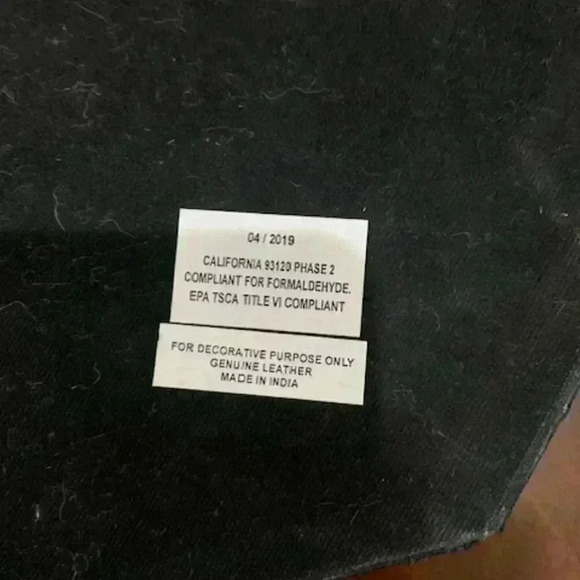 04 / 2019
CALIFORNIA 93120 PHASE 2
COMPLIANT FOR FORMALDEHYDE.
EPA TSCA TITLE VI COMPLIANT
FOR DECORATIVE PURPOSE ONLY
GENUINE LEATHER
MADE IN INDIA